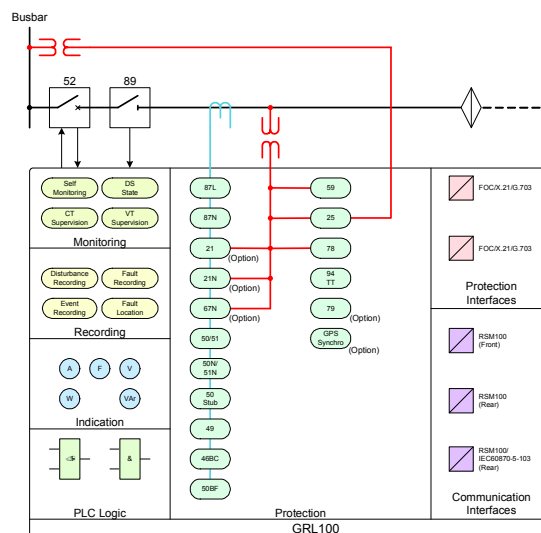 Busbar
52
89
Self
Monitoring
DS
State
CT
Supervision
VT
Supervision
Monitoring
Disturbance
Recording
Fault
Recording
Event
Recording
Fault
Location
Recording
A
F
V
W
VAr
Indication
&
PLC Logic
87L
87N
21
(Option)
21N
(Option)
67N
(Option)
50/51
50N/
51N
50
Stub
49
46BC
50BF
59
25
78
94
TT
79
(Option)
GPS
Synchro
(Option)
Protection
FOC/X.21/G.703
FOC/X.21/G.703
Protection
Interfaces
RSM100
(Front)
RSM100
(Rear)
RSM100/
IEC60870-5-103
(Rear)
Communication
Interfaces
GRL100